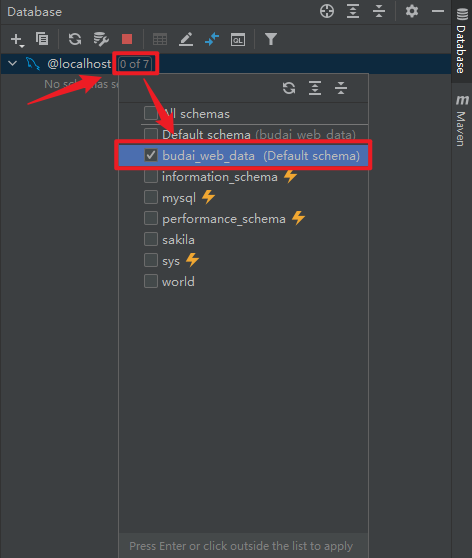 Database
@localhost 0 of 7
No schemas se
All schemas
Default schema (budai_web_data)
budai_web_data (Default schema)
information_schema
mysql
performance_schema
sakila
sys
world
Press Enter or click outside the list to apply
QL
Database
Maven